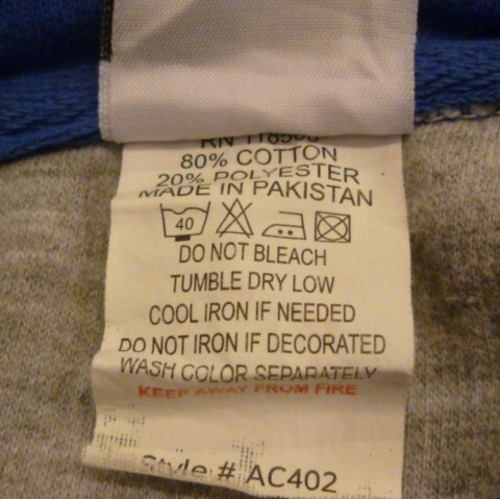 80% COTTON
20% POLYESTER
MADE IN PAKISTAN
40
DO NOT BLEACH
TUMBLE DRY LOW
COOL IRON IF NEEDED
DO NOT IRON IF DECORATED
WASH COLOR SEPARATELY
KEEP AWAY FROM FIRE
Style # AC402